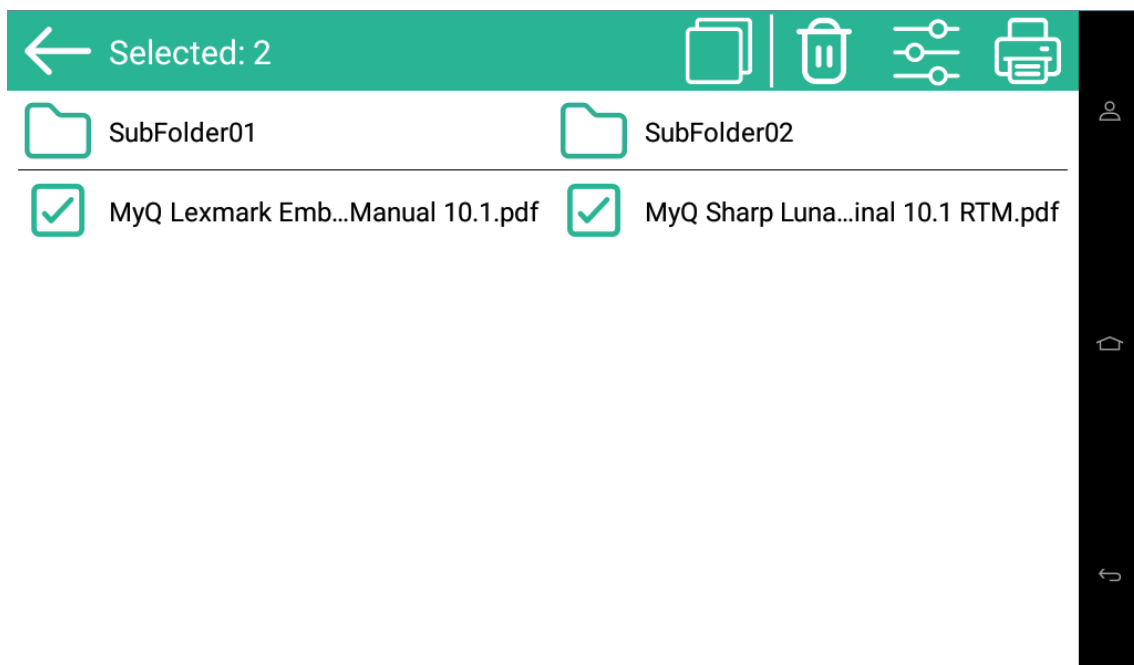 Selected: 2
SubFolder01 SubFolder02
MyQ Lexmark Emb...Manual 10.1.pdf MyQ Sharp Luna...inal 10.1 RTM.pdf